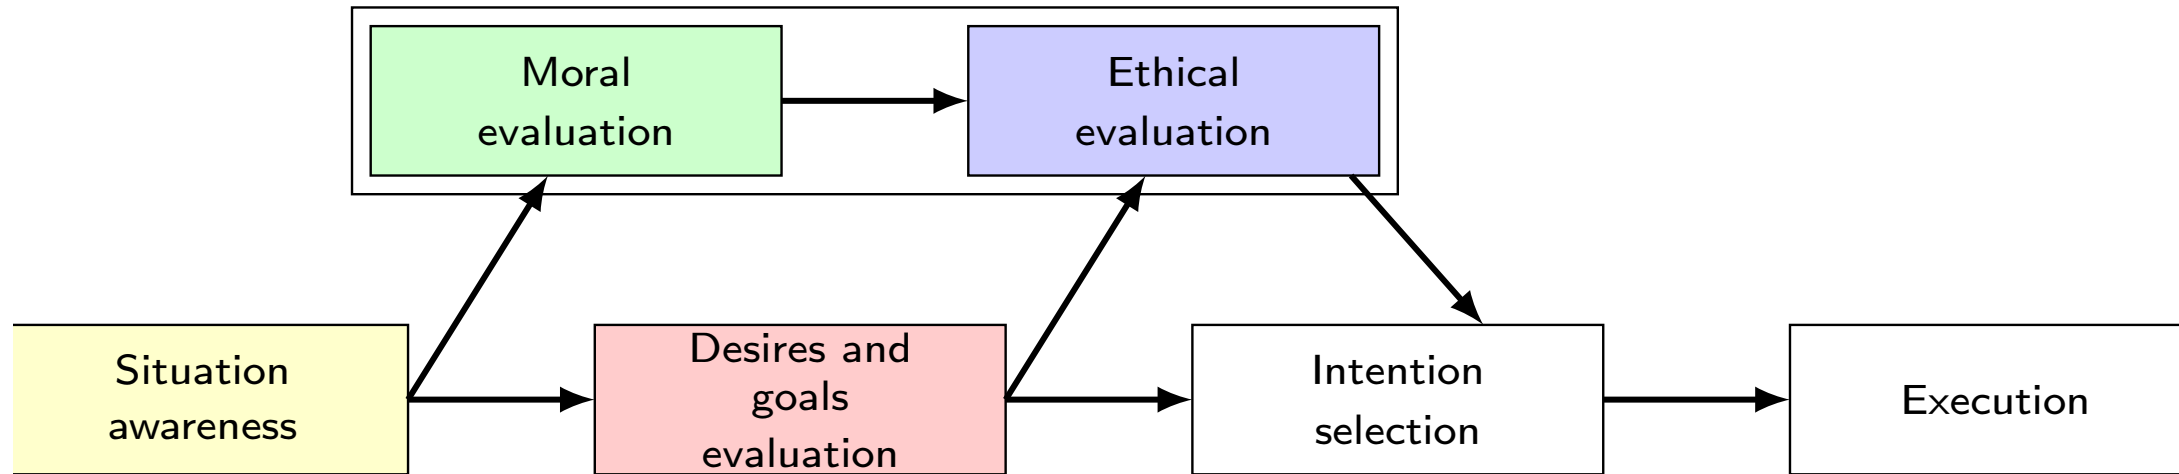 Moral
evaluation
Ethical
evaluation
Situation
awareness
Desires and
goals
evaluation
Intention
selection
Execution